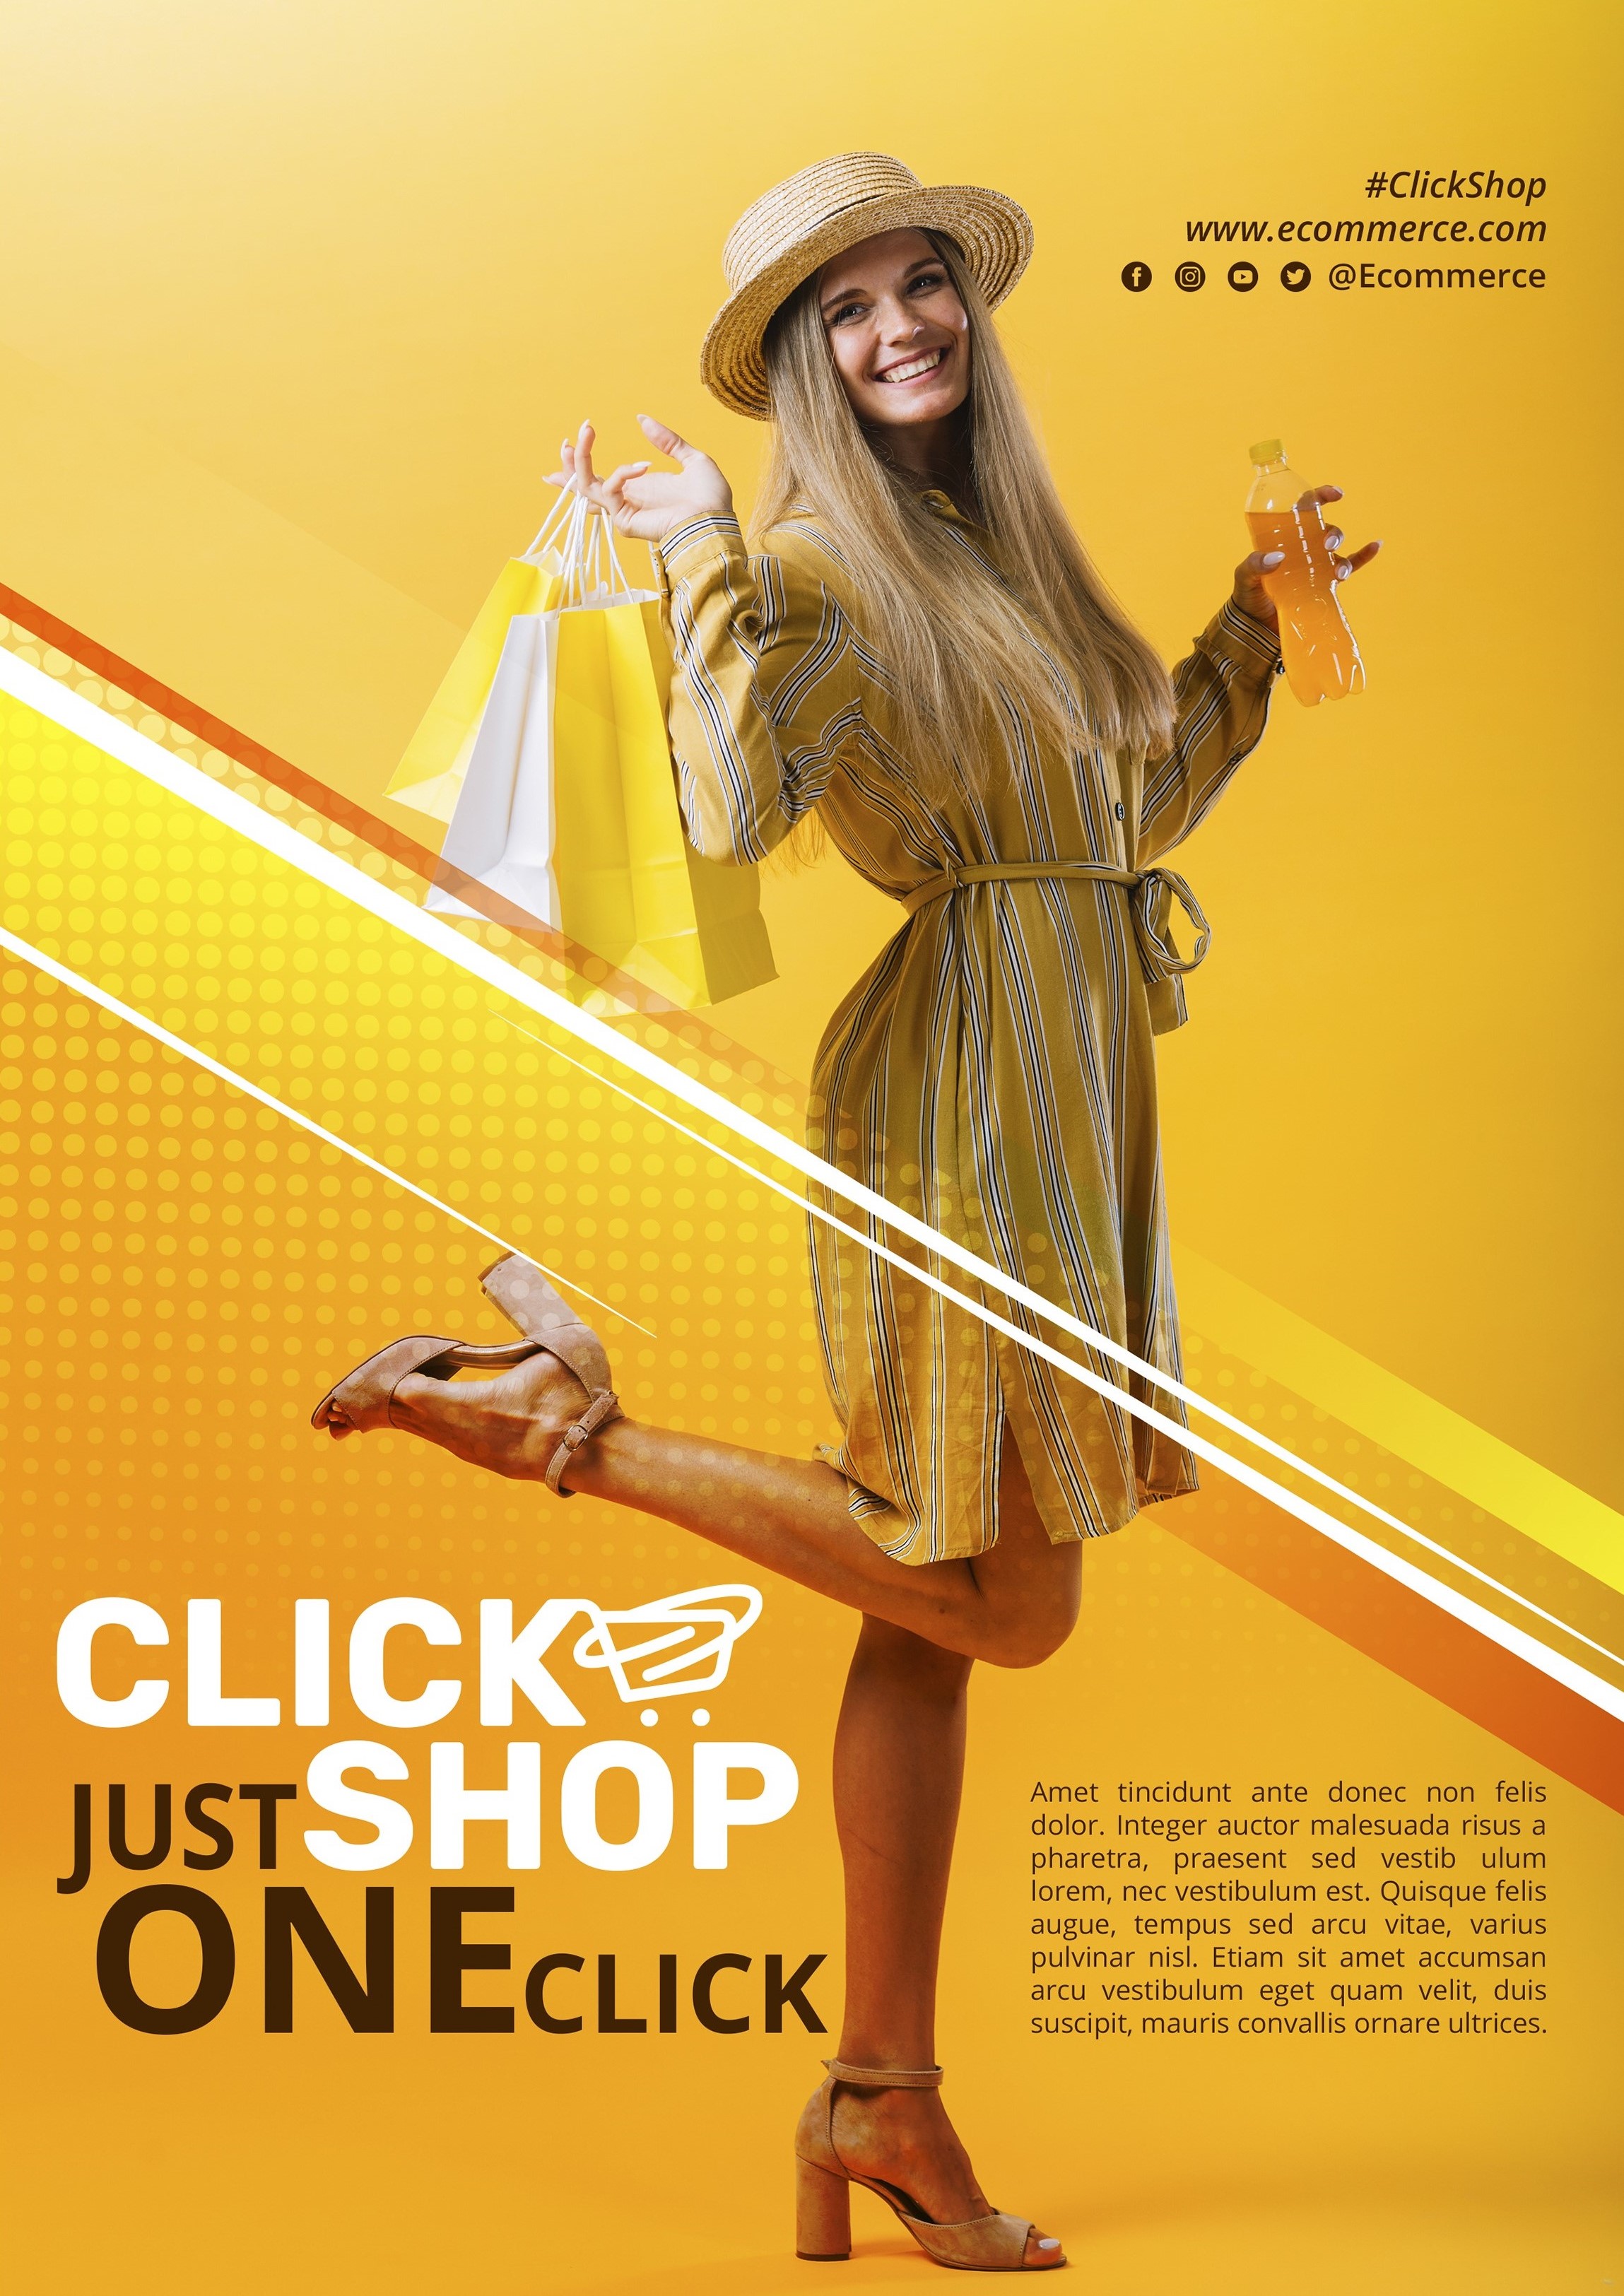 #ClickShop
www.ecommerce.com
@Ecommerce
CLICK
JUST SHOP
ONE CLICK
Amet tincidunt ante donec non felis
dolor. Integer auctor malesuada risus a
pharetra, praesent sed vestib ulum
lorem, nec vestibulum est. Quisque felis
augue, tempus sed arcu vitae, varius
pulvinar nisl. Etiam sit amet accumsan
arcu vestibulum eget quam velit, duis
suscipit, mauris convallis ornare ultrices.